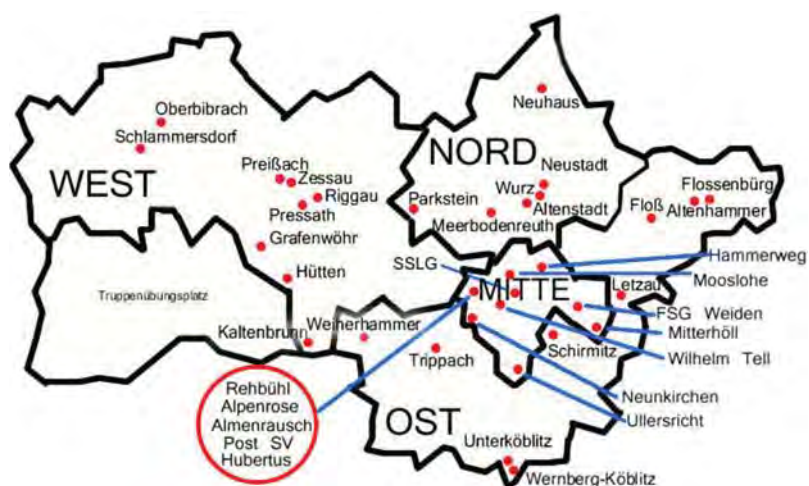 Neuhaus
Oberbibrach
Schlammersdorf
NORD
WEST
Preißach
Zessau
Riggau
Pressath
Neustadt
Wurz
Altenstadt
Parkstein
Meerbodenreuth
Flossenbürg
Floß
Altenhammer
Grafenwöhr
Hammerweg
SSLG
Mooslohe
Hütten
MITTE
Letzau
Truppenübungsplatz
FSG Weiden
Kaltenbrunn
Weiherhammer
Mitterhöll
Schirmitz
Trippach
Wilhelm Tell
Rehbühl
Alpenrose
Almenrausch
Post SV
Hubertus
Neunkirchen
Ullersricht
OST
Unterköblitz
Wernberg-Köblitz